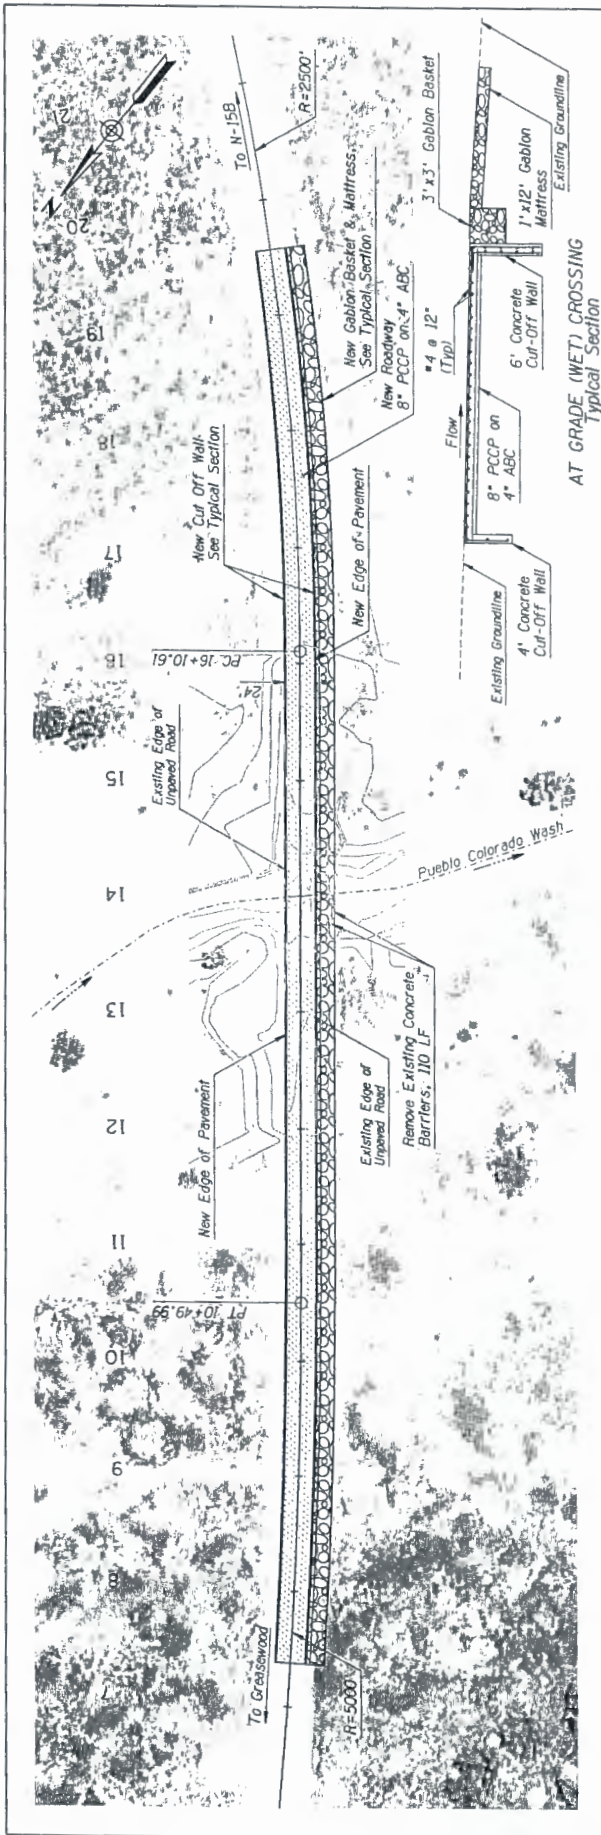 To Greasewood
R=5000'
7
8
9
10
11
12
13
14
15
16
17
18
19
20
21
PT 10+49.99
New Edge of Pavement
Existing Edge of
Unpaved Road
Remove Existing Concrete
Barriers, 110 LF
Pueblo Colorado Wash
Existing Edge of
Unpaved Road
24'
PC 16+10.61
New Edge of Pavement
New Cut Off Wall
See Typical Section
New Roadway
8" PCCP on 4" ABC
New Gabion Basket & Mattress,
See Typical Section
To N-15B
R=2500'
N
Existing Groundline
4' Concrete
Cut-Off Wall
8" PCCP on
4" ABC
Flow
#4 @ 12"
(Typ)
6' Concrete
Cut-Off Wall
3'x3' Gabion Basket
1'x12' Gabion
Mattress
Existing Groundline
AT GRADE (WET) CROSSING
Typical Section